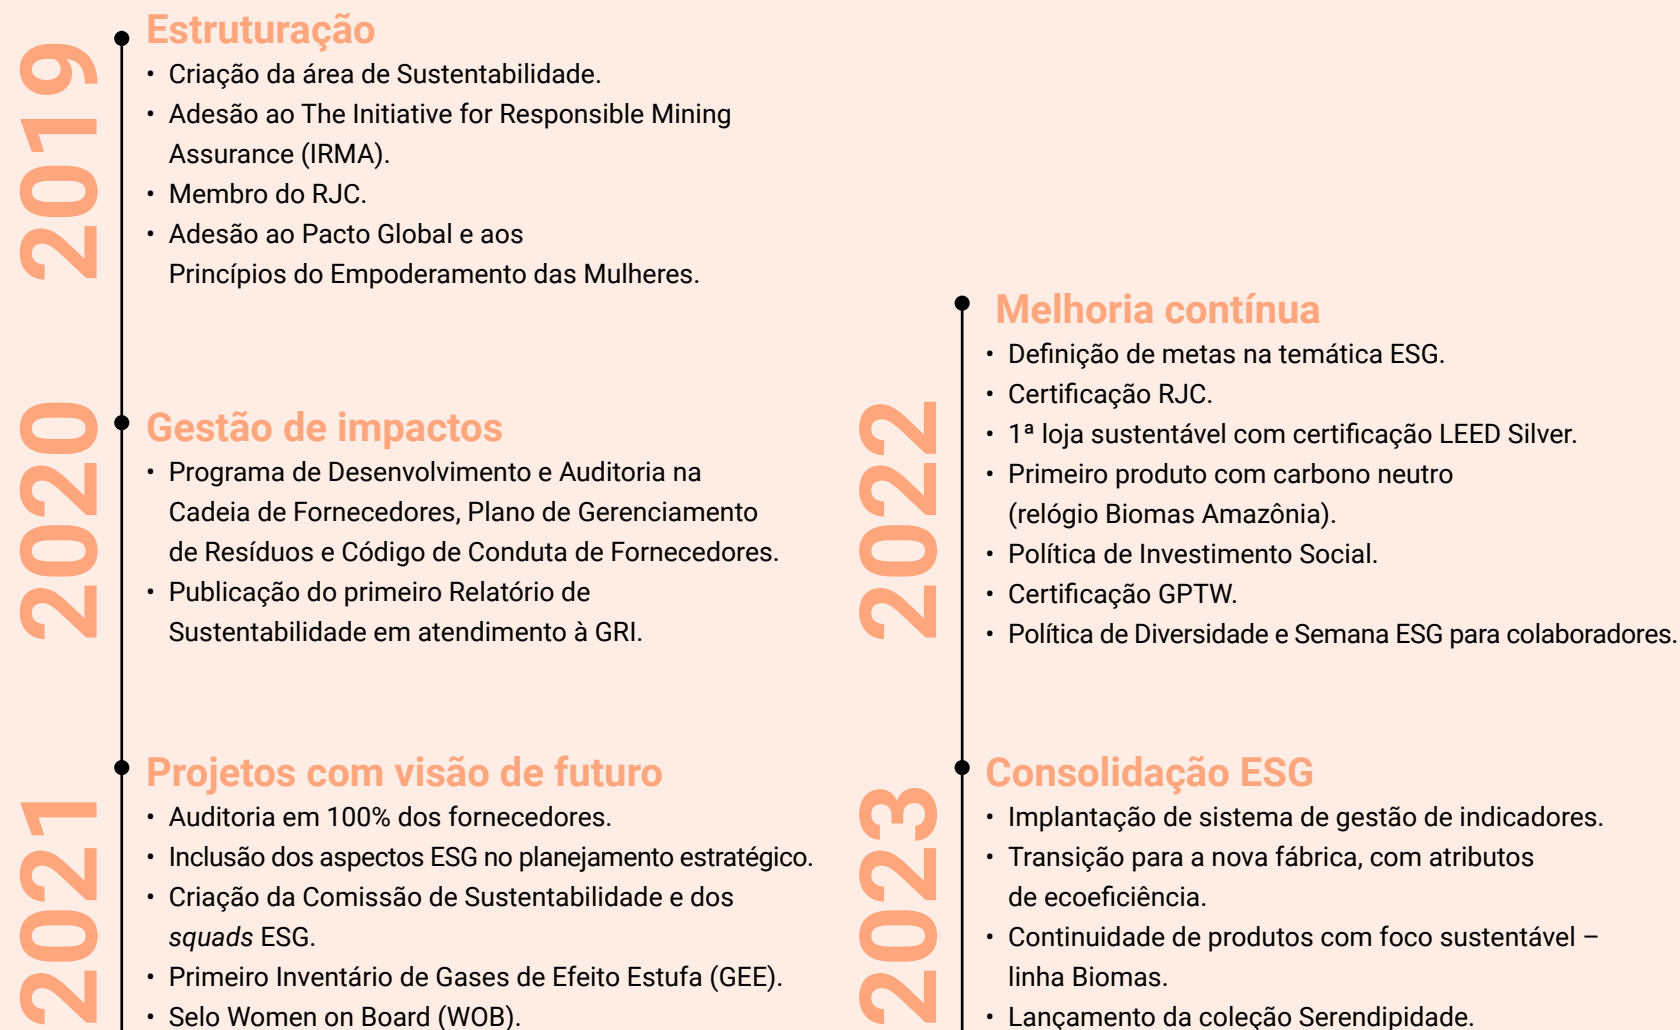 2019
Estruturação
• Criação da área de Sustentabilidade.
• Adesão ao The Initiative for Responsible Mining
Assurance (IRMA).
• Membro do RJC.
• Adesão ao Pacto Global e aos
Princípios do Empoderamento das Mulheres.
2020
Gestão de impactos
• Programa de Desenvolvimento e Auditoria na
Cadeia de Fornecedores, Plano de Gerenciamento
de Resíduos e Código de Conduta de Fornecedores.
• Publicação do primeiro Relatório de
Sustentabilidade em atendimento à GRI.
2021
Projetos com visão de futuro
• Auditoria em 100% dos fornecedores.
• Inclusão dos aspectos ESG no planejamento estratégico.
• Criação da Comissão de Sustentabilidade e dos
squads ESG.
• Primeiro Inventário de Gases de Efeito Estufa (GEE).
• Selo Women on Board (WOB).
2022
Melhoria contínua
• Definição de metas na temática ESG.
• Certificação RJC.
• 1ª loja sustentável com certificação LEED Silver.
• Primeiro produto com carbono neutro
(relógio Biomas Amazônia).
• Política de Investimento Social.
• Certificação GPTW.
• Política de Diversidade e Semana ESG para colaboradores.
2023
Consolidação ESG
• Implantação de sistema de gestão de indicadores.
• Transição para a nova fábrica, com atributos
de ecoeficiência.
• Continuidade de produtos com foco sustentável –
linha Biomas.
• Lançamento da coleção Serendipidade.